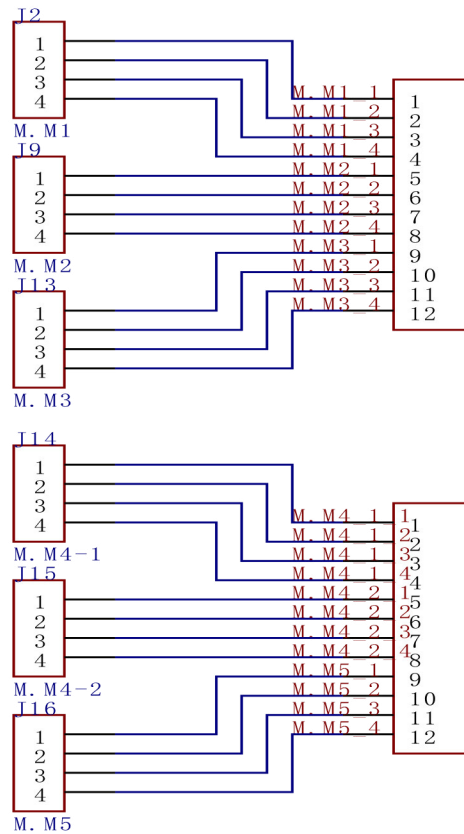 J2
1
2
3
4
M.M1
J9
1
2
3
4
M.M2
J13
1
2
3
4
M.M3
M.M1_1
M.M1_2
M.M1_3
M.M1_4
M.M2_1
M.M2_2
M.M2_3
M.M2_4
M.M3_1
M.M3_2
M.M3_3
M.M3_4
1
2
3
4
5
6
7
8
9
10
11
12
J14
1
2
3
4
M.M4-1
J15
1
2
3
4
M.M4-2
J16
1
2
3
4
M.M5
M.M4_1_1
M.M4_1_2
M.M4_1_3
M.M4_1_4
M.M4_2_1
M.M4_2_2
M.M4_2_3
M.M4_2_4
M.M5_1
M.M5_2
M.M5_3
M.M5_4
1
2
3
4
5
6
7
8
9
10
11
12